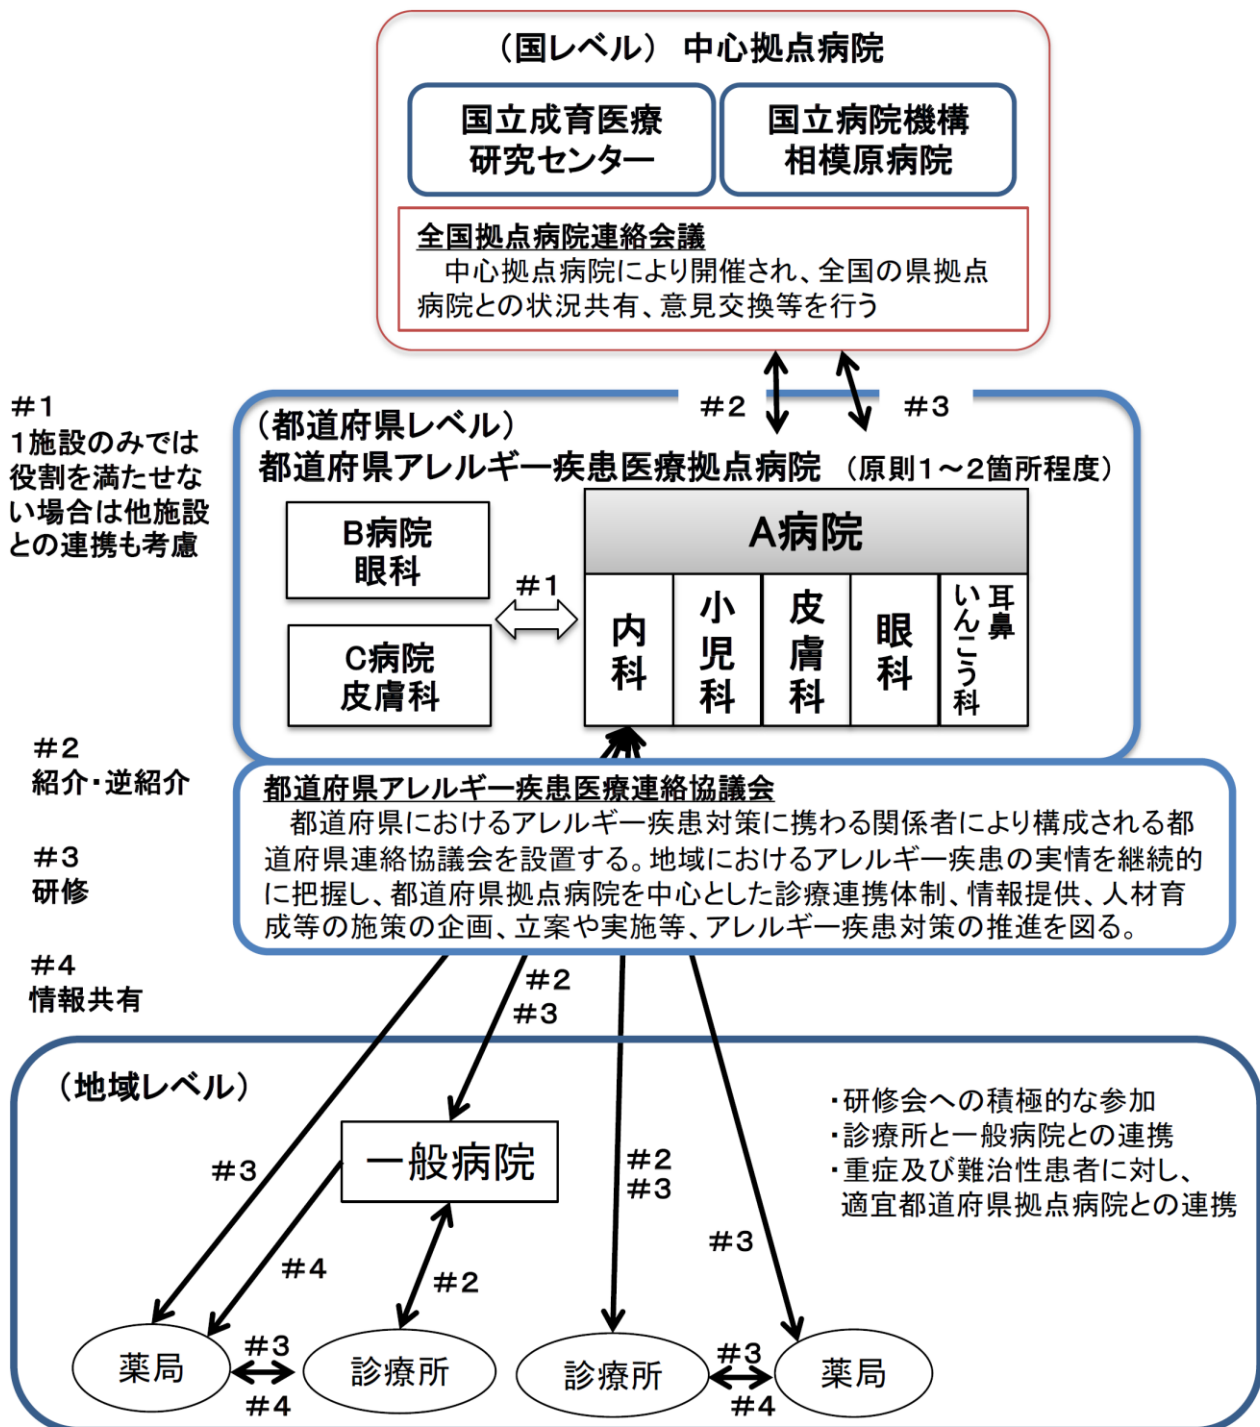 （国レベル） 中心拠点病院
国立成育医療
研究センター
国立病院機構
相模原病院
全国拠点病院連絡会議
中心拠点病院により開催され、全国の県拠点
病院との状況共有、意見交換等を行う
＃2
＃3
＃1
1施設のみでは
役割を満たせな
い場合は他施設
との連携も考慮
（都道府県レベル）
都道府県アレルギー疾患医療拠点病院 （原則1～2箇所程度）
B病院
眼科
C病院
皮膚科
＃1
A病院
内科
小児科
皮膚科
眼科
耳鼻
いんこう科
＃2
紹介・逆紹介
＃3
研修
＃4
情報共有
都道府県アレルギー疾患医療連絡協議会
都道府県におけるアレルギー疾患対策に携わる関係者により構成される都
道府県連絡協議会を設置する。地域におけるアレルギー疾患の実情を継続的
に把握し、都道府県拠点病院を中心とした診療連携体制、情報提供、人材育
成等の施策の企画、立案や実施等、アレルギー疾患対策の推進を図る。
＃2
＃3
（地域レベル）
・研修会への積極的な参加
・診療所と一般病院との連携
・重症及び難治性患者に対し、
適宜都道府県拠点病院との連携
一般病院
＃3
＃2
＃3
＃3
＃4
＃2
薬局
＃3
＃4
診療所
診療所
＃3
＃4
薬局